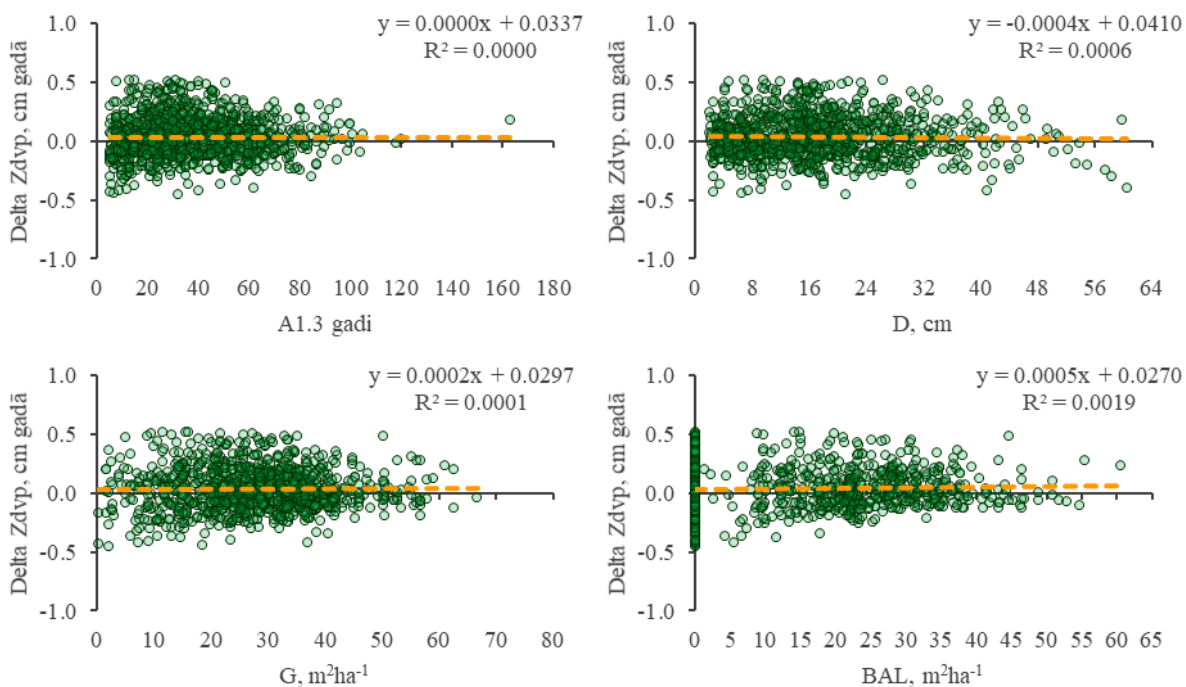 y = 0.0000x + 0.0337
R² = 0.0000
Delta Zdvp, cm gadā
1.0
0.5
0.0
-0.5
-1.0
0 20 40 60 80 100 120 140 160 180
A1.3 gadi
y = -0.0004x + 0.0410
R² = 0.0006
Delta Zdvp, cm gadā
1.0
0.5
0.0
-0.5
-1.0
0 8 16 24 32 40 48 56 64
D, cm
y = 0.0002x + 0.0297
R² = 0.0001
Delta Zdvp, cm gadā
1.0
0.5
0.0
-0.5
-1.0
0 10 20 30 40 50 60 70 80
G, m²ha⁻¹
y = 0.0005x + 0.0270
R² = 0.0019
Delta Zdvp, cm gadā
1.0
0.5
0.0
-0.5
-1.0
0 5 10 15 20 25 30 35 40 45 50 55 60 65
BAL, m²ha⁻¹